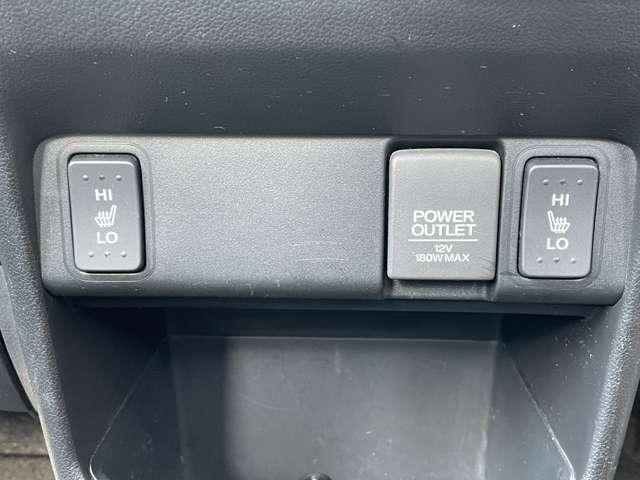 HI
LO
POWER
OUTLET
12V
180W MAX
HI
LO